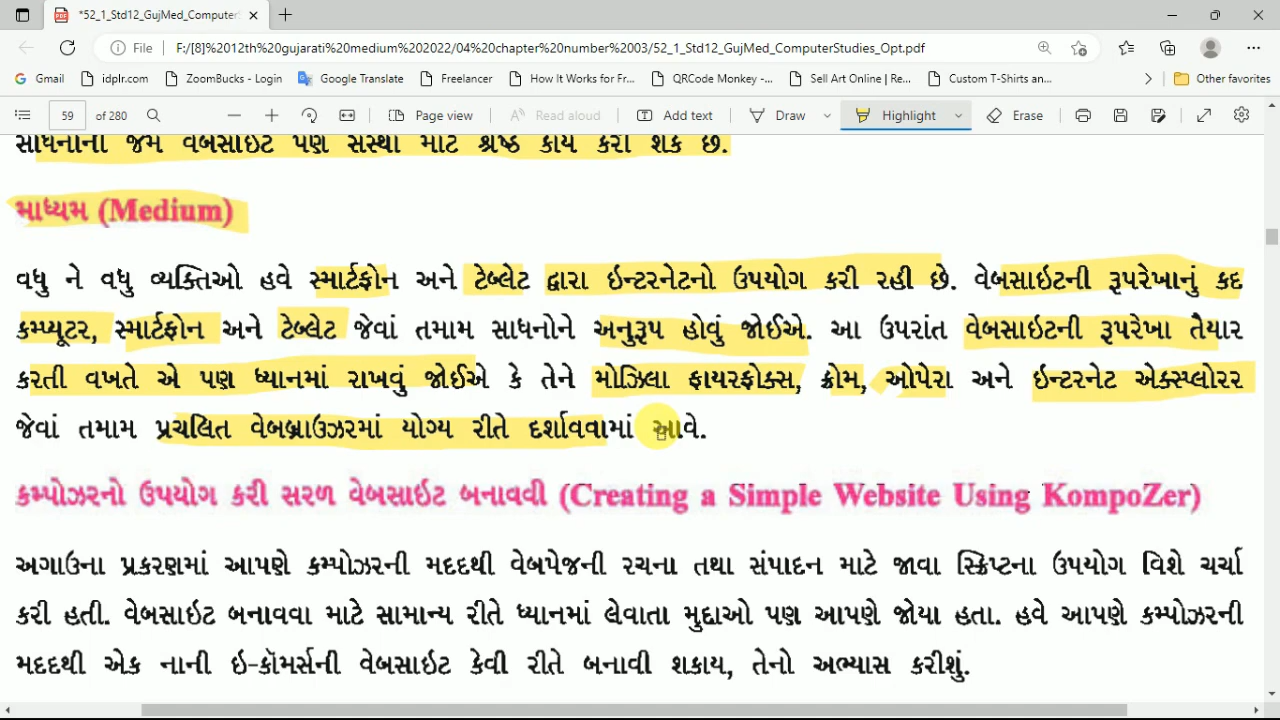 *52_1_Std12_GujMed_Computer
File F:/[8]%2012th%20gujarati%20medium%202022/04%20chapter%20number%2003/52_1_Std12_GujMed_ComputerStudies_Opt.pdf
Gmail idplr.com ZoomBucks - Login Google Translate Freelancer How It Works for Fr... QRCode Monkey -... Sell Art Online | Re... Custom T-Shirts an... Other favorites
59 of 280 Page view Read aloud Add text Draw Highlight Erase
સાધનોની જેમ વેબસાઇટ પણ સંસ્થા માટે શ્રેષ્ઠ કાર્ય કરી શકે છે.
માધ્યમ (Medium)
વધુ ને વધુ વ્યક્તિઓ હવે સ્માર્ટફોન અને ટેબ્લેટ દ્વારા ઇન્ટરનેટનો ઉપયોગ કરી રહી છે. વેબસાઇટની રૂપરેખાનું કદ
કમ્પ્યૂટર, સ્માર્ટફોન અને ટેબ્લેટ જેવાં તમામ સાધનોને અનુરૂપ હોવું જોઈએ. આ ઉપરાંત વેબસાઇટની રૂપરેખા તૈયાર
કરતી વખતે એ પણ ધ્યાનમાં રાખવું જોઈએ કે તેને મોઝિલા ફાયરફોક્સ, ક્રોમ, ઓપેરા અને ઇન્ટરનેટ એક્સ્પ્લોરર
જેવાં તમામ પ્રચલિત વેબબ્રાઉઝરમાં યોગ્ય રીતે દર્શાવવામાં આવે.
કમ્પોઝરનો ઉપયોગ કરી સરળ વેબસાઇટ બનાવવી (Creating a Simple Website Using KompoZer)
અગાઉના પ્રકરણમાં આપણે કમ્પોઝરની મદદથી વેબપેજની રચના તથા સંપાદન માટે જાવા સ્ક્રિપ્ટના ઉપયોગ વિશે ચર્ચા
કરી હતી. વેબસાઇટ બનાવવા માટે સામાન્ય રીતે ધ્યાનમાં લેવાતા મુદ્દાઓ પણ આપણે જોયા હતા. હવે આપણે કમ્પોઝરની
મદદથી એક નાની ઇ-કૉમર્સની વેબસાઇટ કેવી રીતે બનાવી શકાય, તેનો અભ્યાસ કરીશું.